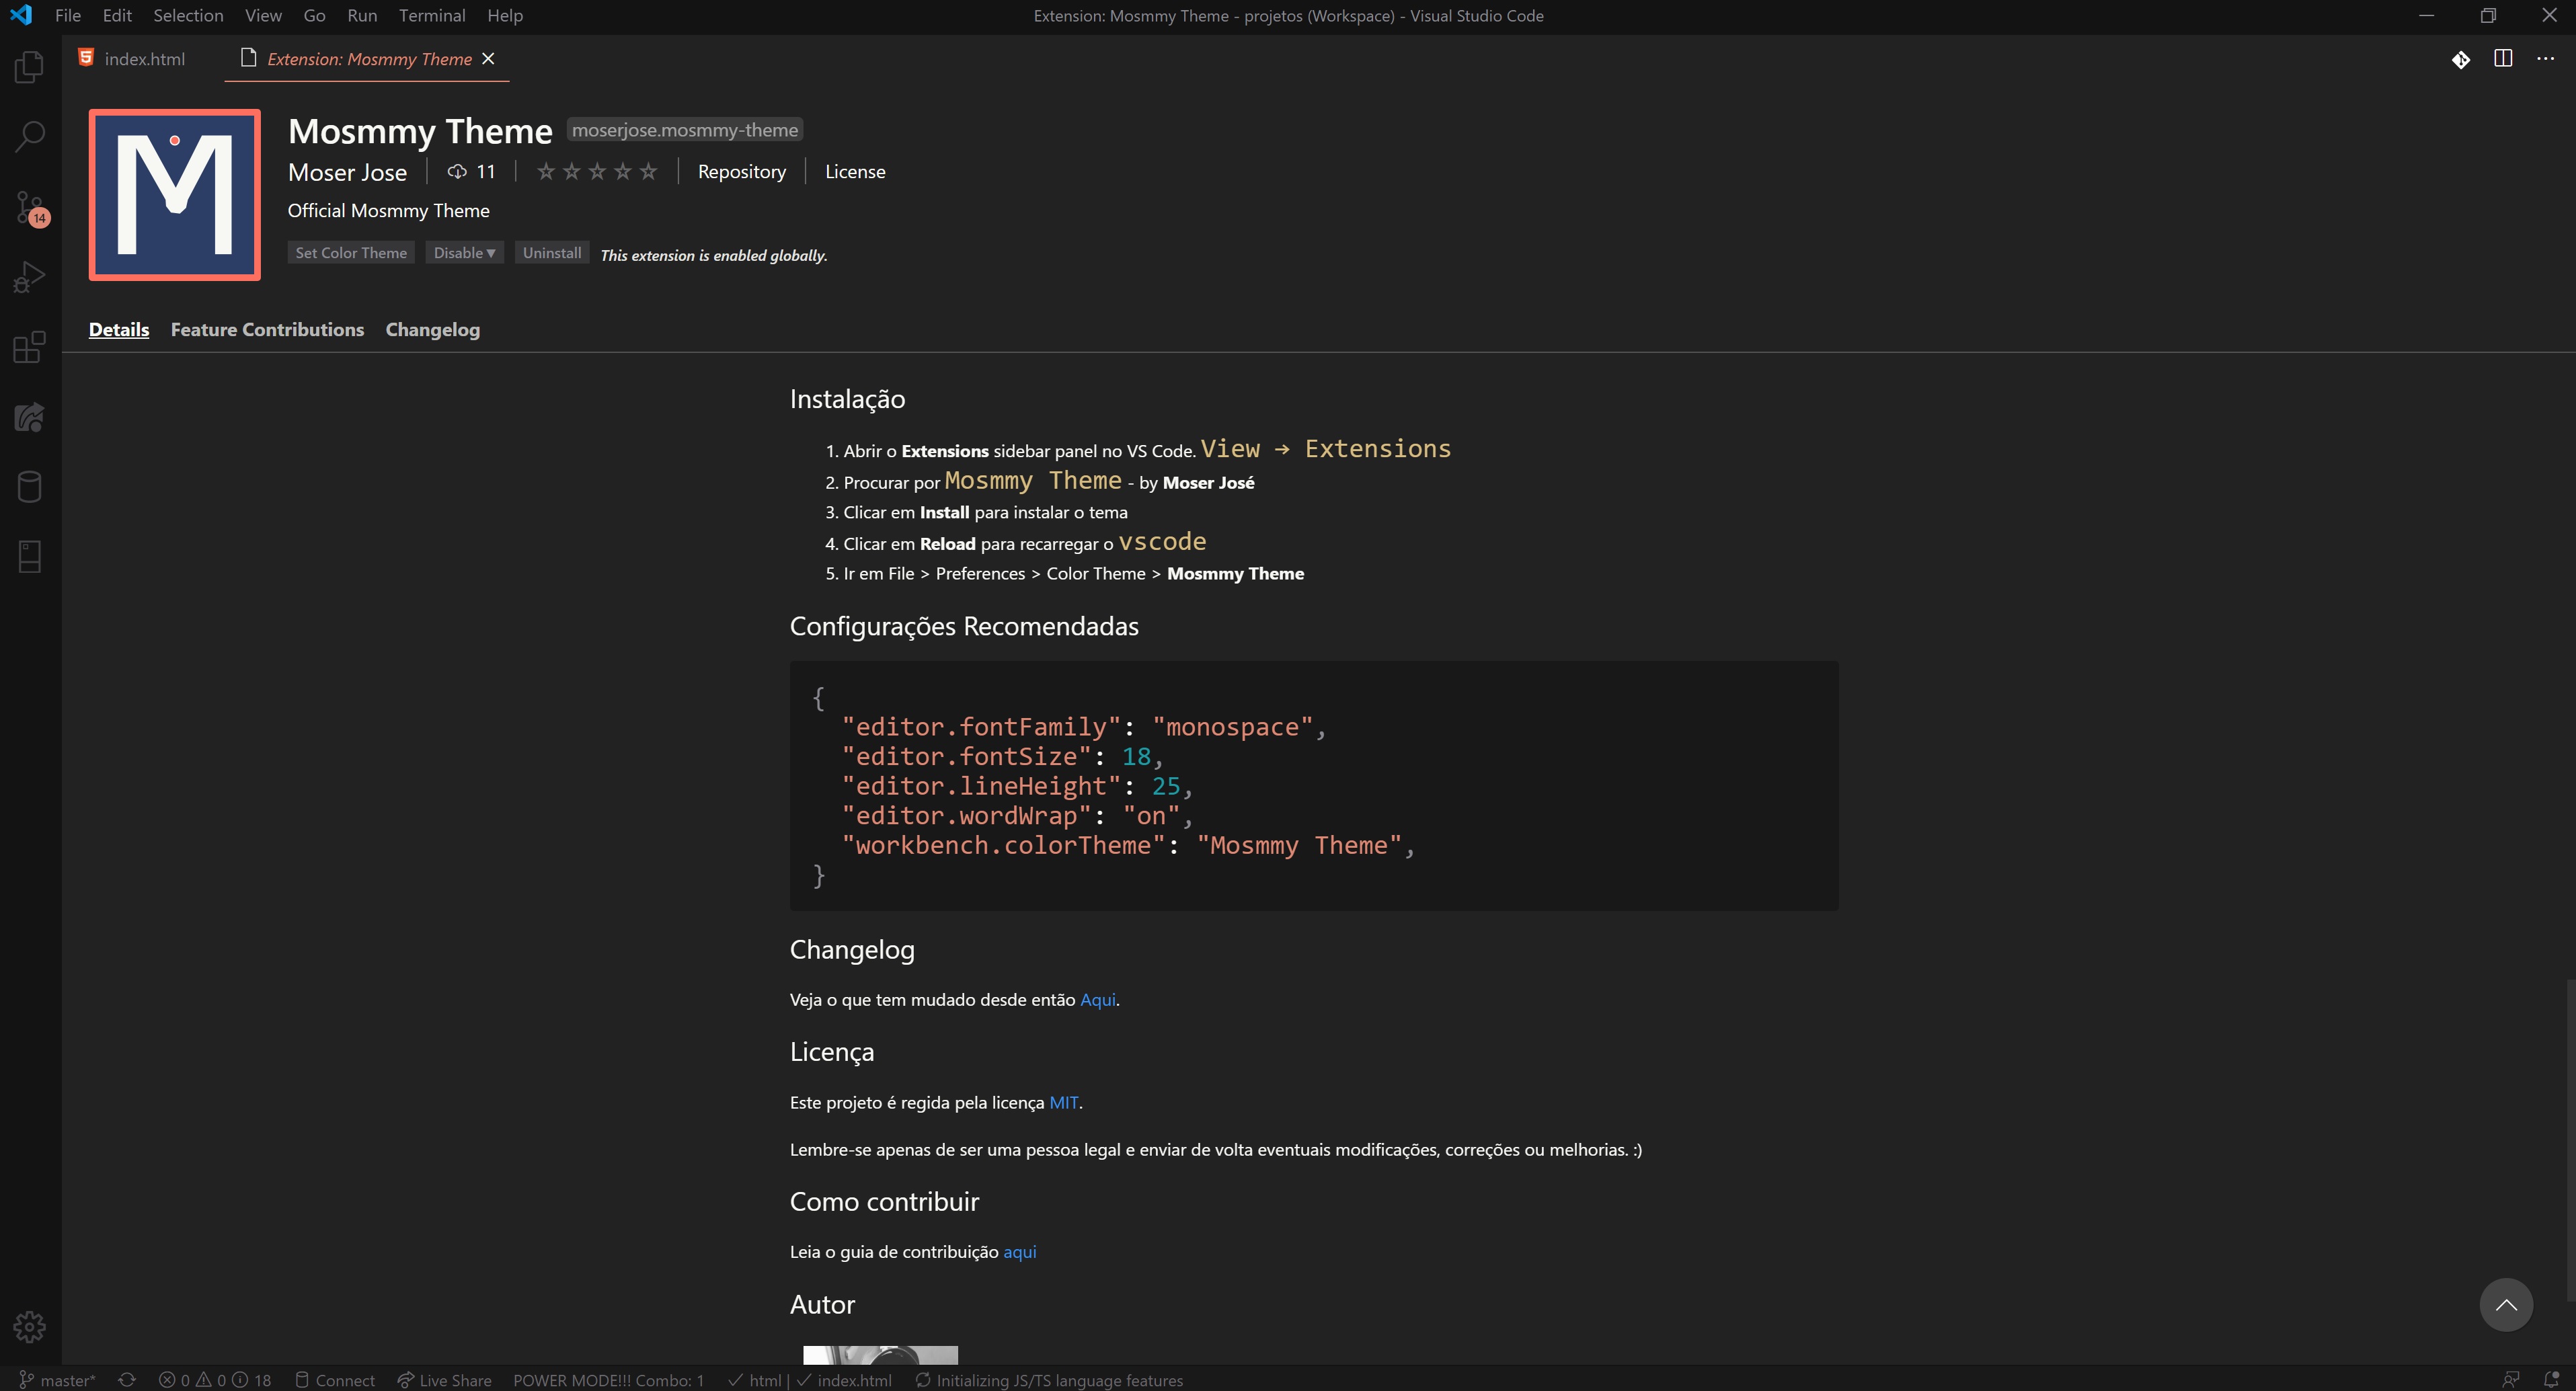 File Edit Selection View Go Run Terminal Help
Extension: Mosmmy Theme - projetos (Workspace) - Visual Studio Code
index.html
Extension: Mosmmy Theme
M
Mosmmy Theme moserjose.mosmmy-theme
Moser Jose 11 Repository License
Official Mosmmy Theme
Set Color Theme Disable Uninstall This extension is enabled globally.
14
Details Feature Contributions Changelog
Instalação
1. Abrir o Extensions sidebar panel no VS Code. View → Extensions
2. Procurar por Mosmmy Theme - by Moser José
3. Clicar em Install para instalar o tema
4. Clicar em Reload para recarregar o vscode
5. Ir em File > Preferences > Color Theme > Mosmmy Theme
Configurações Recomendadas
{
"editor.fontFamily": "monospace",
"editor.fontSize": 18,
"editor.lineHeight": 25,
"editor.wordWrap": "on",
"workbench.colorTheme": "Mosmmy Theme",
}
Changelog
Veja o que tem mudado desde então Aqui.
Licença
Este projeto é regida pela licença MIT.
Lembre-se apenas de ser uma pessoa legal e enviar de volta eventuais modificações, correções ou melhorias. :)
Como contribuir
Leia o guia de contribuição aqui
Autor
master* 0 0 18 Connect Live Share POWER MODE!!! Combo: 1 html | index.html Initializing JS/TS language features